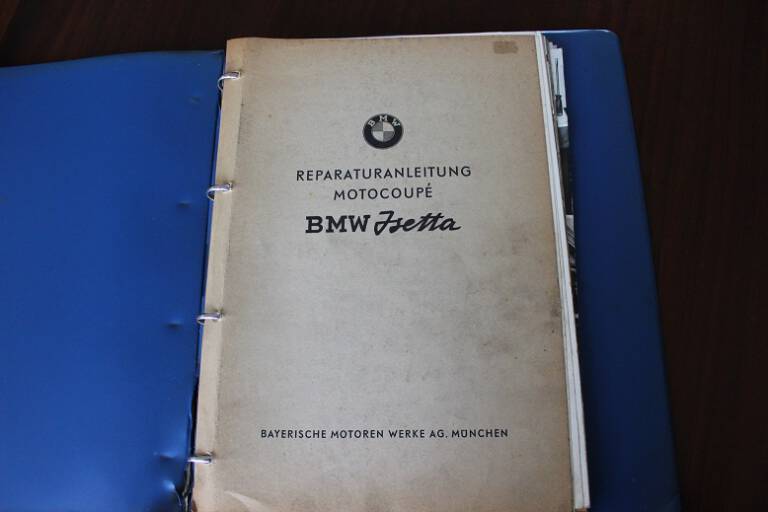 BMW
REPARATURANLEITUNG
MOTOCOUPÉ
BMW Isetta
BAYERISCHE MOTOREN WERKE AG. MÜNCHEN